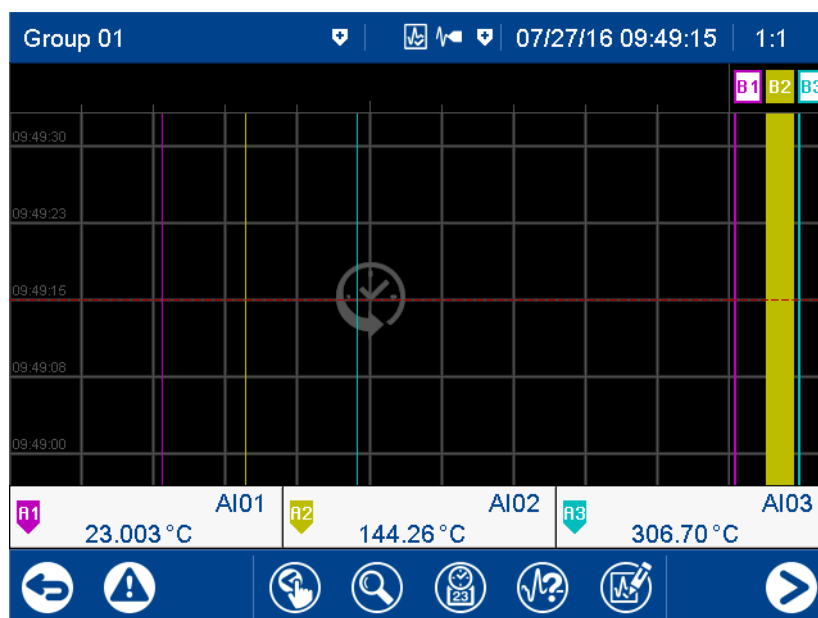 Group 01 07/27/16 09:49:15 1:1
B1 B2 B3
09:49:30
09:49:23
09:49:15
09:49:08
09:49:00
A1 AI01 A2 AI02 A3 AI03
23.003 °C 144.26 °C 306.70 °C
23
?